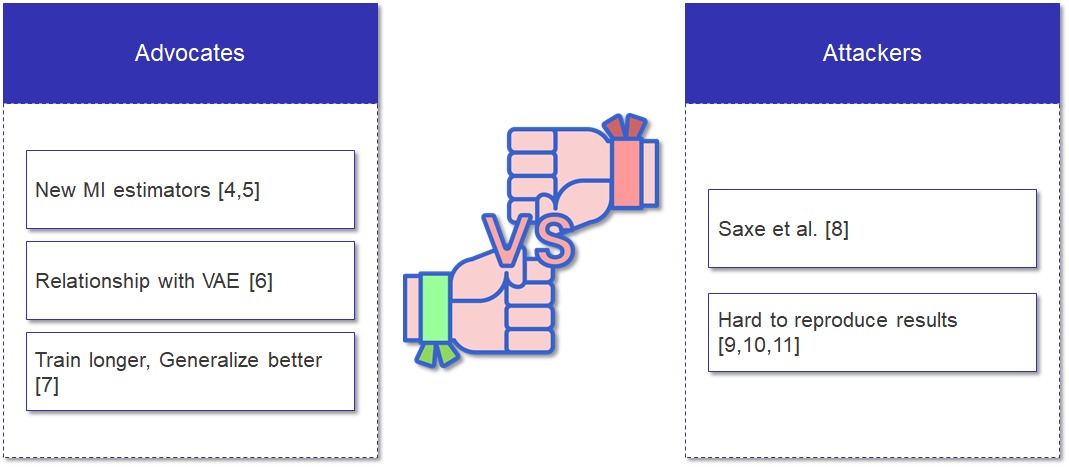 Advocates
New MI estimators [4,5]
Relationship with VAE [6]
Train longer, Generalize better
[7]
VS
Attackers
Saxe et al. [8]
Hard to reproduce results
[9,10,11]